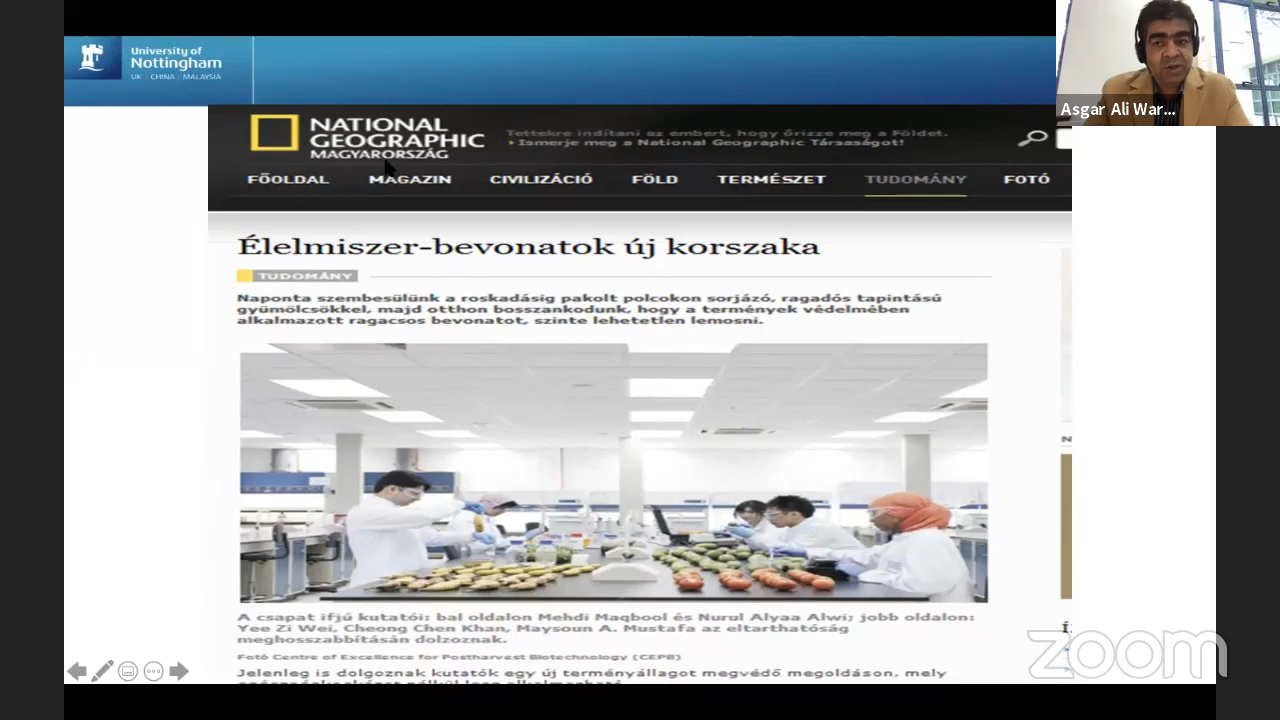 University of
Nottingham
UK | CHINA | MALAYSIA
Asgar Ali War...
NATIONAL
GEOGRAPHIC
MAGYARORSZÁG
Tettekre indítani az embert, hogy őrizze meg a Földet.
Ismerje meg a National Geographic Társaságot!
FŐOLDAL MAGAZIN CIVILIZÁCIÓ FÖLD TERMÉSZET TUDOMÁNY FOTÓ
Élelmiszer-bevonatok új korszaka
TUDOMÁNY
Naponta szembesülünk a roskadásig pakolt polcokon sorjázó, ragadós tapintású
gyümölcsökkel, majd otthon bosszankodunk, hogy a termények védelmében
alkalmazott ragacsos bevonatot, szinte lehetetlen lemosni.
N
A csapat ifjú kutatói: bal oldalon Mehdi Maqbool és Nurul Alyaa Alwi; jobb oldalon:
Yee Zi Wei, Cheong Chen Khan, Maysoun A. Mustafa az eltarthatóság
meghosszabbításán dolzoznak.
Fotó Centre of Excellence for Postharvest Biotechnology (CEPB)
Jelenleg is dolgoznak kutatók egy új terményállagot megvédő megoldáson, mely
zoom